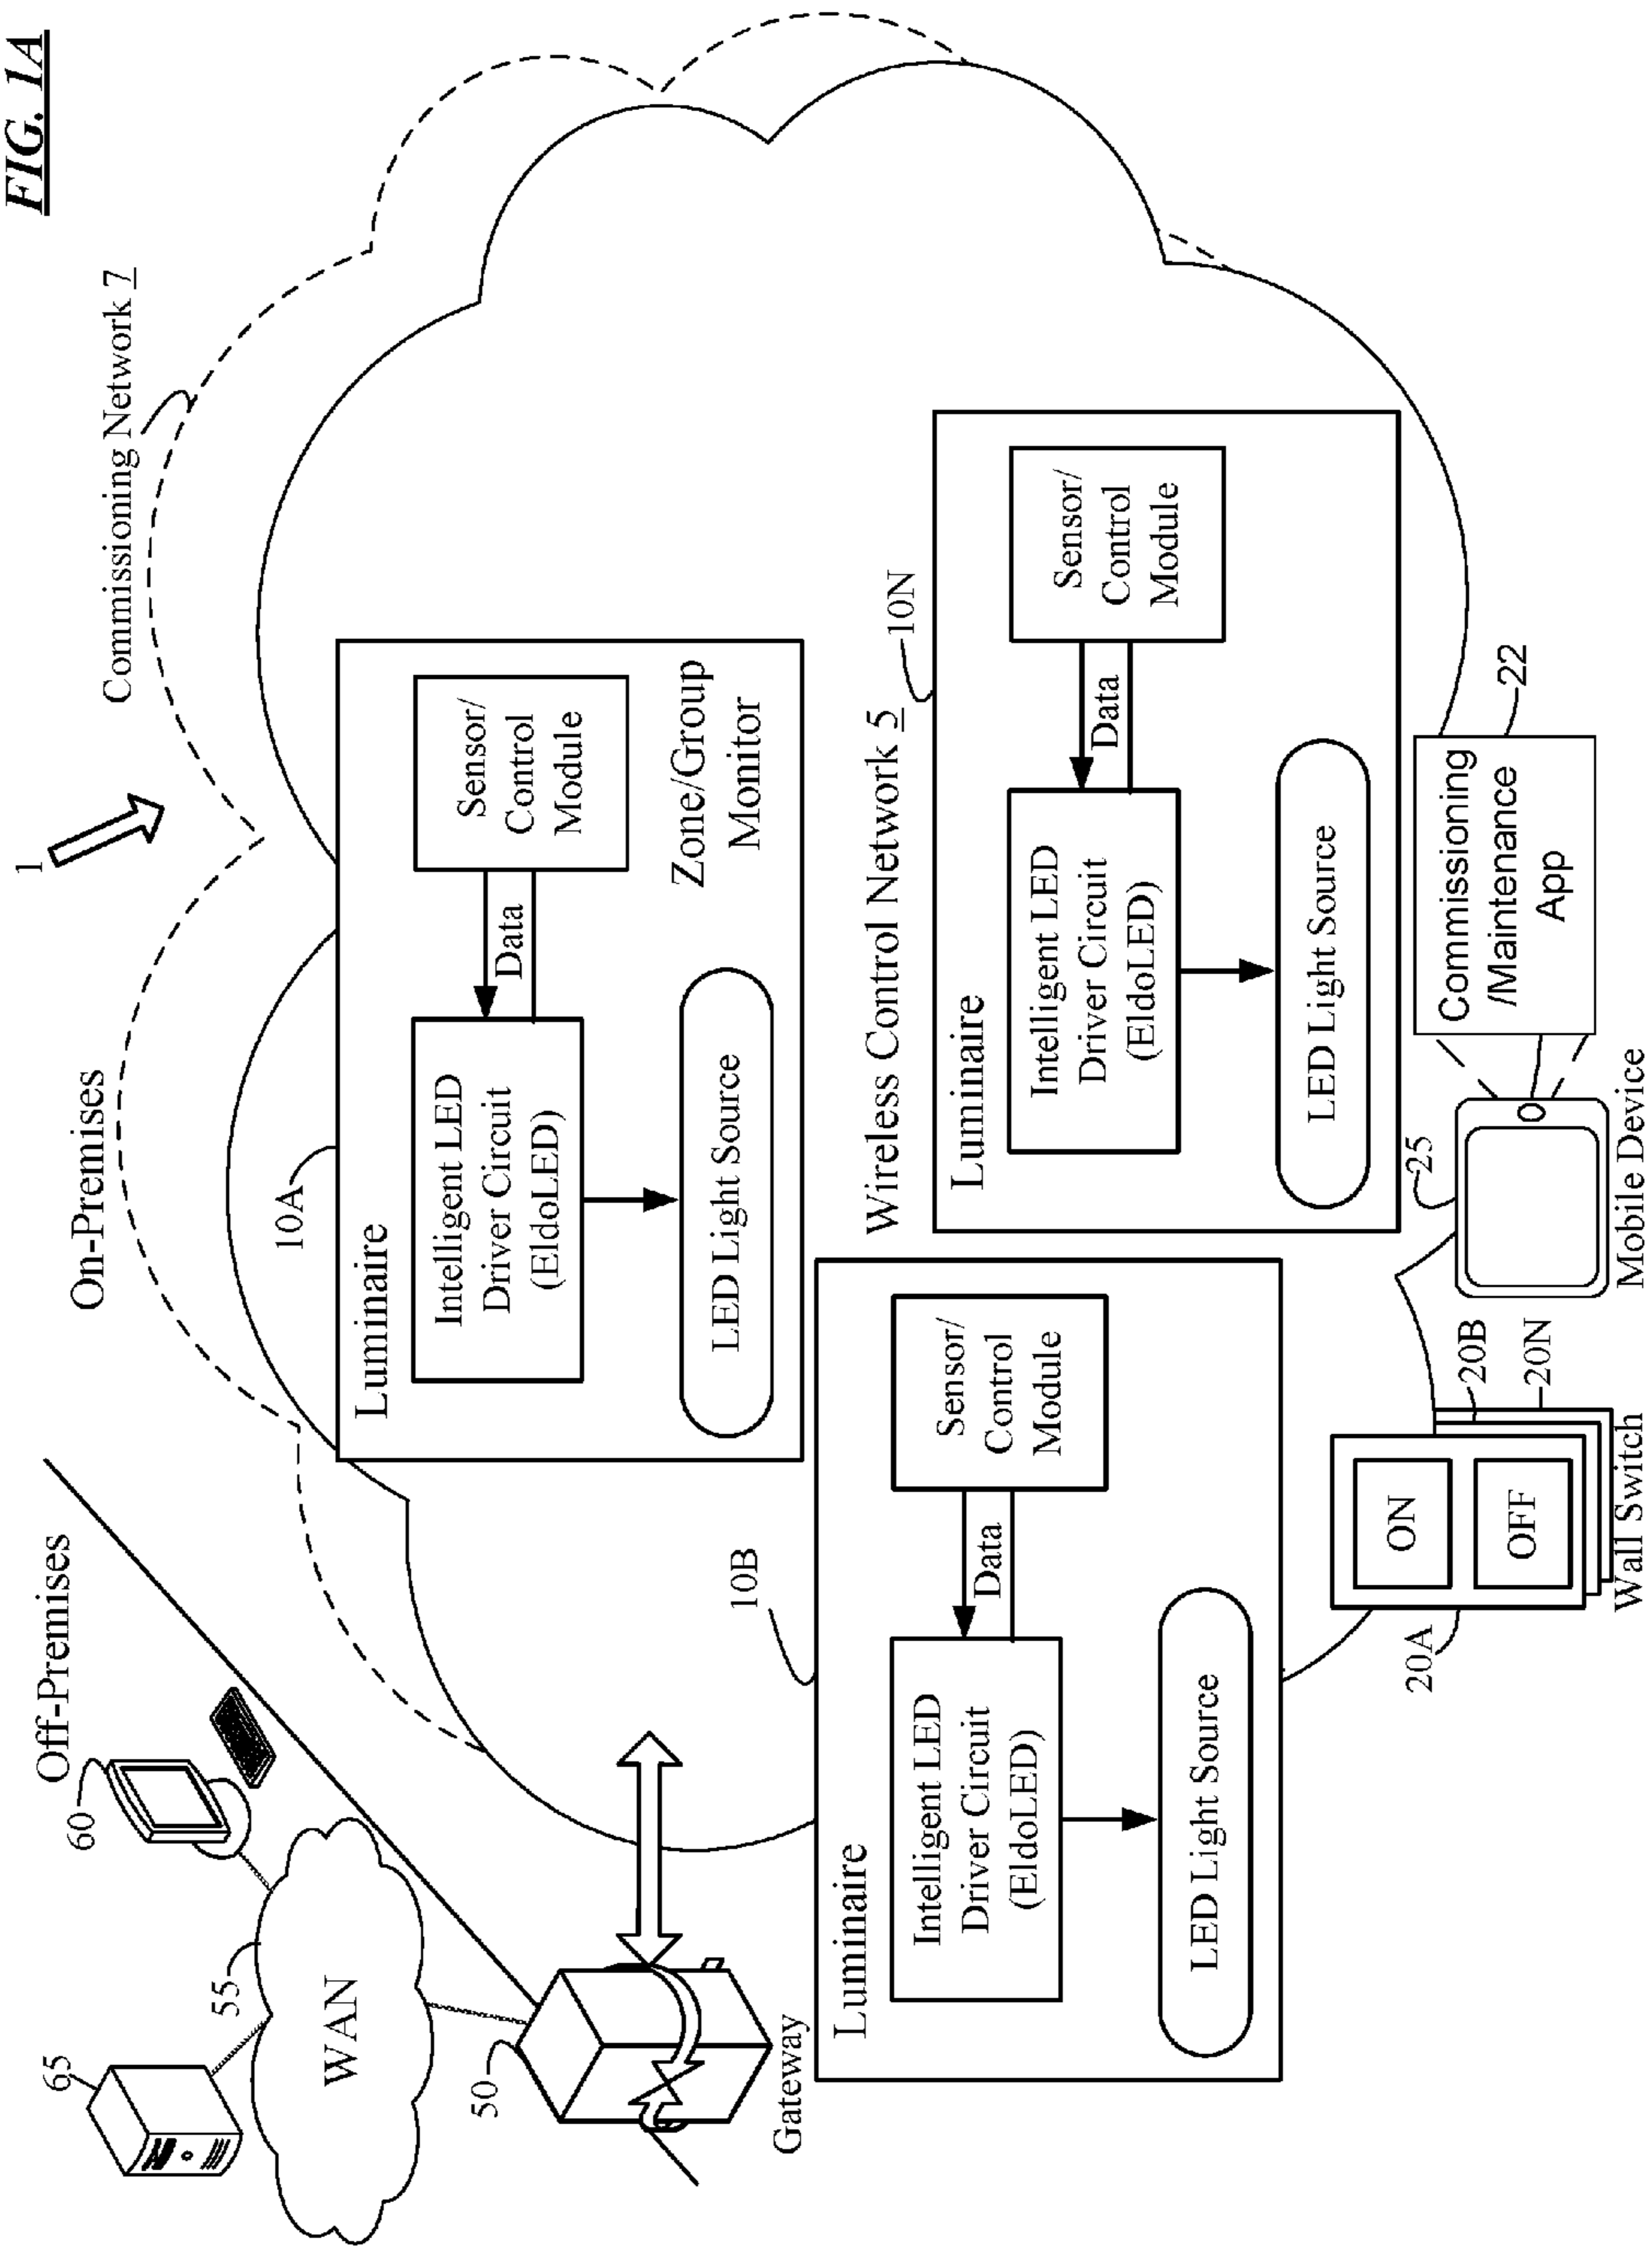 FIG. 1A
1
Off-Premises
On-Premises
Commissioning Network 7
65
60
55
WAN
50
Gateway
10A
Luminaire
Intelligent LED
Driver Circuit
(EldoLED)
Data
Sensor/
Control
Module
LED Light Source
Zone/Group
Monitor
10B
Luminaire
Intelligent LED
Driver Circuit
(EldoLED)
Data
Sensor/
Control
Module
LED Light Source
Wireless Control Network 5
10N
Luminaire
Intelligent LED
Driver Circuit
(EldoLED)
Data
Sensor/
Control
Module
LED Light Source
20A
ON
OFF
20B
20N
Wall Switch
25
Mobile Device
Commissioning
/Maintenance
App
22